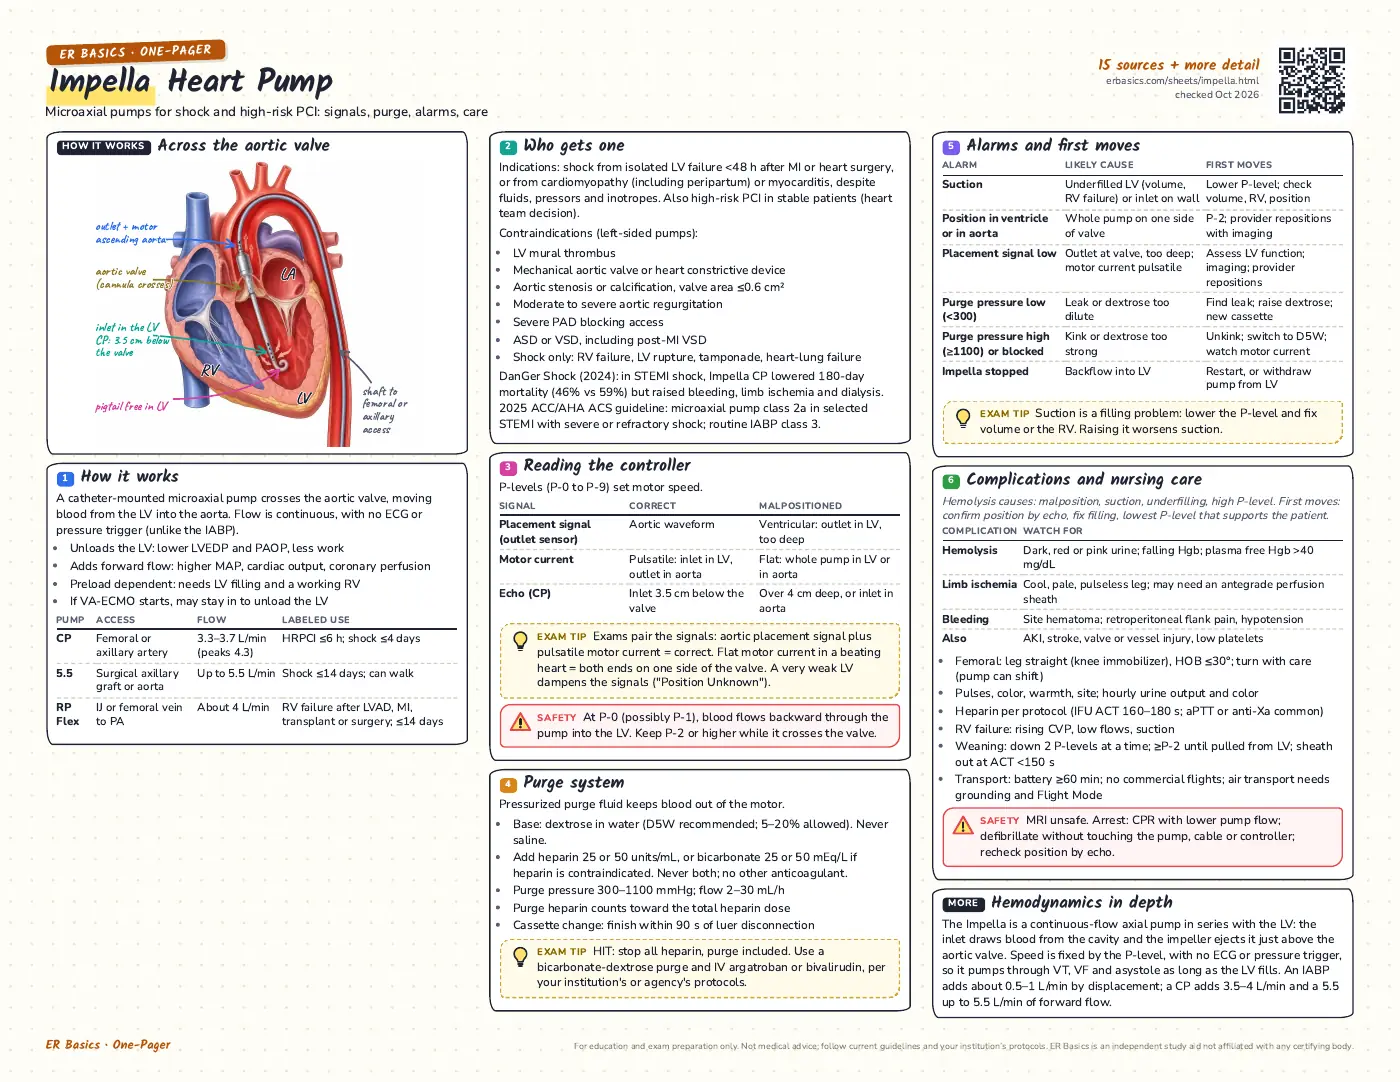 ER BASICS · ONE-PAGER
Impella Heart Pump
Microaxial pumps for shock and high-risk PCI: signals, purge, alarms, care
15 sources + more detail
erbasics.com/sheets/impella.html
checked Oct 2026
HOW IT WORKS Across the aortic valve
outlet + motor
ascending aorta
aortic valve
(cannula crosses)
inlet in the LV
CP: 3.5 cm below
the valve
pigtail free in LV
LA
RV
LV
shaft to
femoral or
axillary
access
1 How it works
A catheter-mounted microaxial pump crosses the aortic valve, moving
blood from the LV into the aorta. Flow is continuous, with no ECG or
pressure trigger (unlike the IABP).
• Unloads the LV: lower LVEDP and PAOP, less work
• Adds forward flow: higher MAP, cardiac output, coronary perfusion
• Preload dependent: needs LV filling and a working RV
• If VA-ECMO starts, may stay in to unload the LV
PUMP ACCESS FLOW LABELED USE
CP Femoral or 3.3–3.7 L/min HRPCI ≤6 h; shock ≤4 days
axillary artery (peaks 4.3)
5.5 Surgical axillary Up to 5.5 L/min Shock ≤14 days; can walk
graft or aorta
RP IJ or femoral vein About 4 L/min RV failure after LVAD, MI,
Flex to PA transplant or surgery; ≤14 days
2 Who gets one
Indications: shock from isolated LV failure <48 h after MI or heart surgery,
or from cardiomyopathy (including peripartum) or myocarditis, despite
fluids, pressors and inotropes. Also high-risk PCI in stable patients (heart
team decision).
Contraindications (left-sided pumps):
• LV mural thrombus
• Mechanical aortic valve or heart constrictive device
• Aortic stenosis or calcification, valve area ≤0.6 cm²
• Moderate to severe aortic regurgitation
• Severe PAD blocking access
• ASD or VSD, including post-MI VSD
• Shock only: RV failure, LV rupture, tamponade, heart-lung failure
DanGer Shock (2024): in STEMI shock, Impella CP lowered 180-day
mortality (46% vs 59%) but raised bleeding, limb ischemia and dialysis.
2025 ACC/AHA ACS guideline: microaxial pump class 2a in selected
STEMI with severe or refractory shock; routine IABP class 3.
3 Reading the controller
P-levels (P-0 to P-9) set motor speed.
SIGNAL CORRECT MALPOSITIONED
Placement signal Aortic waveform Ventricular: outlet in LV,
(outlet sensor) too deep
Motor current Pulsatile: inlet in LV, Flat: whole pump in LV or
outlet in aorta in aorta
Echo (CP) Inlet 3.5 cm below the Over 4 cm deep, or inlet in
valve aorta
EXAM TIP Exams pair the signals: aortic placement signal plus
pulsatile motor current = correct. Flat motor current in a beating
heart = both ends on one side of the valve. A very weak LV
dampens the signals ("Position Unknown").
SAFETY At P-0 (possibly P-1), blood flows backward through the
pump into the LV. Keep P-2 or higher while it crosses the valve.
4 Purge system
Pressurized purge fluid keeps blood out of the motor.
• Base: dextrose in water (D5W recommended; 5–20% allowed). Never
saline.
• Add heparin 25 or 50 units/mL, or bicarbonate 25 or 50 mEq/L if
heparin is contraindicated. Never both; no other anticoagulant.
• Purge pressure 300–1100 mmHg; flow 2–30 mL/h
• Purge heparin counts toward the total heparin dose
• Cassette change: finish within 90 s of luer disconnection
EXAM TIP HIT: stop all heparin, purge included. Use a
bicarbonate-dextrose purge and IV argatroban or bivalirudin, per
your institution's or agency's protocols.
5 Alarms and first moves
ALARM LIKELY CAUSE FIRST MOVES
Suction Underfilled LV (volume, Lower P-level; check
RV failure) or inlet on wall volume, RV, position
Position in ventricle Whole pump on one side P-2; provider repositions
or in aorta of valve with imaging
Placement signal low Outlet at valve, too deep; Assess LV function;
motor current pulsatile imaging; provider
repositions
Purge pressure low Leak or dextrose too Find leak; raise dextrose;
(<300) dilute new cassette
Purge pressure high Kink or dextrose too Unkink; switch to D5W;
(≥1100) or blocked strong watch motor current
Impella stopped Backflow into LV Restart, or withdraw
pump from LV
EXAM TIP Suction is a filling problem: lower the P-level and fix
volume or the RV. Raising it worsens suction.
6 Complications and nursing care
Hemolysis causes: malposition, suction, underfilling, high P-level. First moves:
confirm position by echo, fix filling, lowest P-level that supports the patient.
COMPLICATION WATCH FOR
Hemolysis Dark, red or pink urine; falling Hgb; plasma free Hgb >40
mg/dL
Limb ischemia Cool, pale, pulseless leg; may need an antegrade perfusion
sheath
Bleeding Site hematoma; retroperitoneal flank pain, hypotension
Also AKI, stroke, valve or vessel injury, low platelets
• Femoral: leg straight (knee immobilizer), HOB ≤30°; turn with care
(pump can shift)
• Pulses, color, warmth, site; hourly urine output and color
• Heparin per protocol (IFU ACT 160–180 s; aPTT or anti-Xa common)
• RV failure: rising CVP, low flows, suction
• Weaning: down 2 P-levels at a time; ≥P-2 until pulled from LV; sheath
out at ACT <150 s
• Transport: battery ≥60 min; no commercial flights; air transport needs
grounding and Flight Mode
SAFETY MRI unsafe. Arrest: CPR with lower pump flow;
defibrillate without touching the pump, cable or controller;
recheck position by echo.
MORE Hemodynamics in depth
The Impella is a continuous-flow axial pump in series with the LV: the
inlet draws blood from the cavity and the impeller ejects it just above the
aortic valve. Speed is fixed by the P-level, with no ECG or pressure trigger,
so it pumps through VT, VF and asystole as long as the LV fills. An IABP
adds about 0.5–1 L/min by displacement; a CP adds 3.5–4 L/min and a 5.5
up to 5.5 L/min of forward flow.
ER Basics · One-Pager
For education and exam preparation only. Not medical advice; follow current guidelines and your institution's protocols. ER Basics is an independent study aid not affiliated with any certifying body.